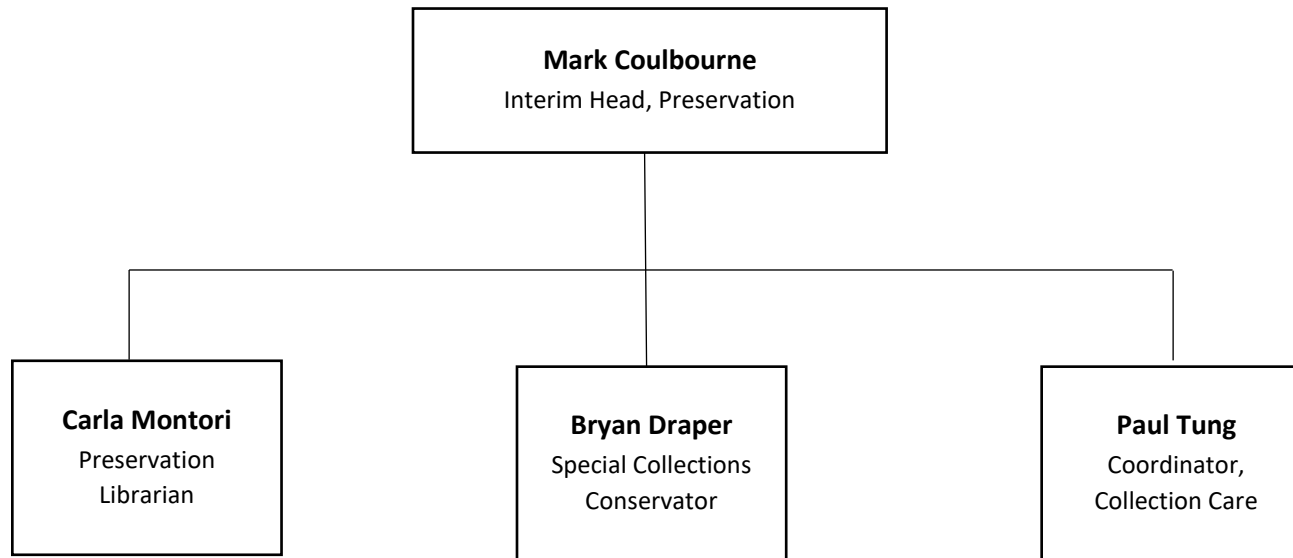 Mark Coulbourne
Interim Head, Preservation
Carla Montori
Preservation
Librarian
Bryan Draper
Special Collections
Conservator
Paul Tung
Coordinator,
Collection Care